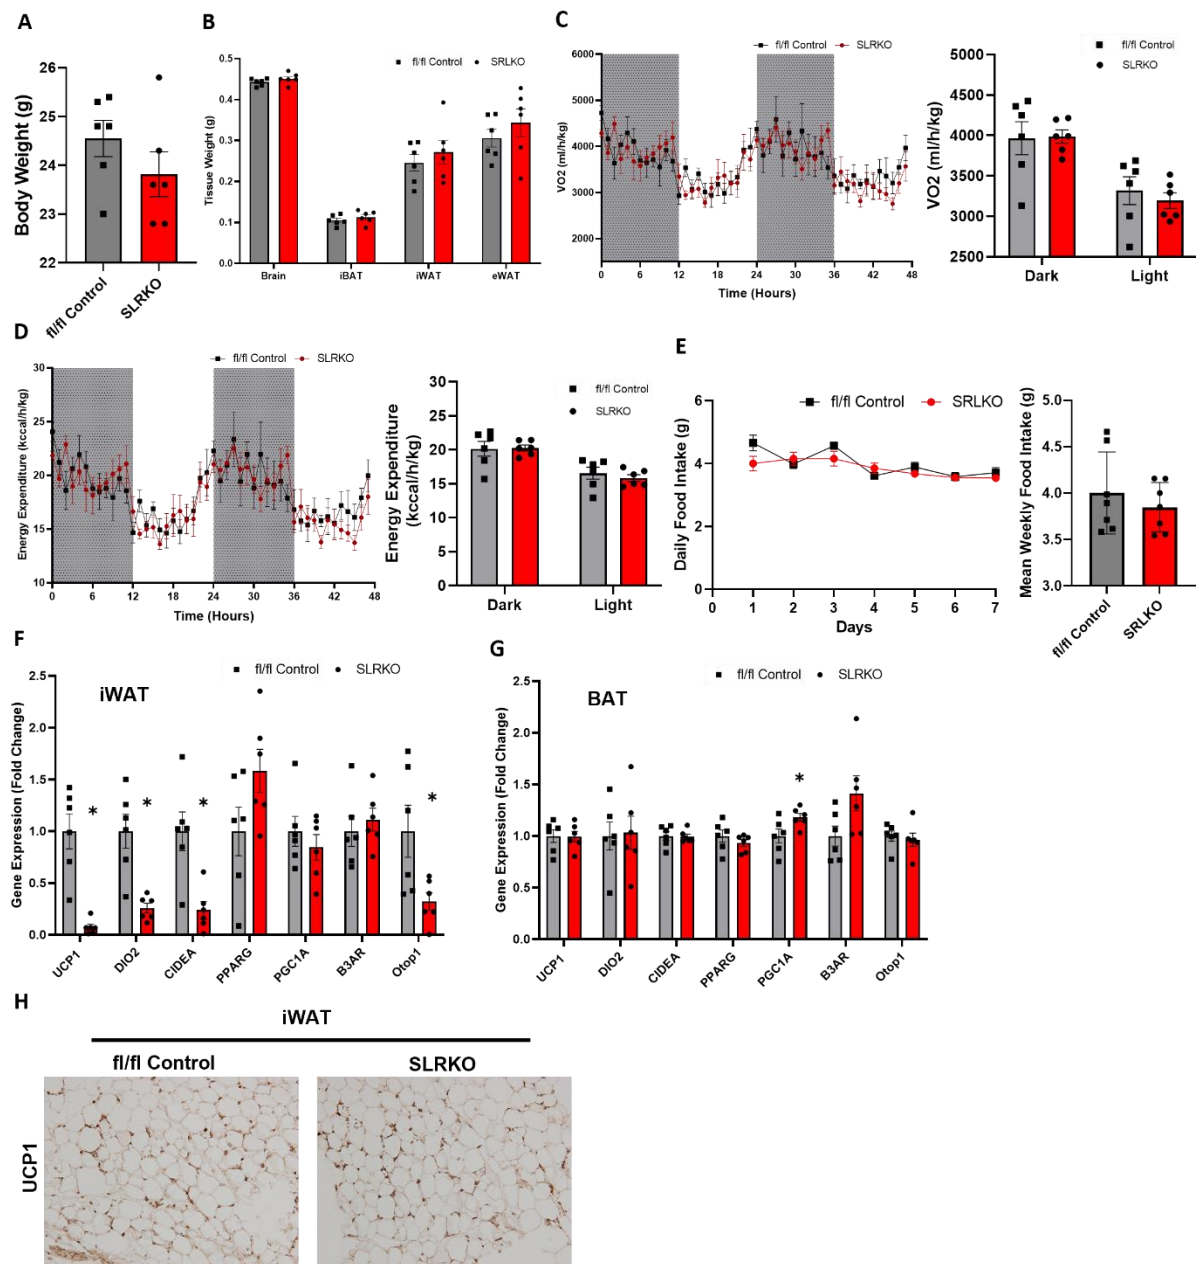 A
Body Weight (g)
26
25
24
23
22
fl/fl Control
SLRKO
B
fl/fl Control
SRLKO
Tissue Weight (g)
0.5
0.4
0.3
0.2
0.1
0.0
Brain
iBAT
iWAT
eWAT
C
fl/fl Control
SLRKO
VO2 (ml/h/kg)
6000
5000
4000
3000
2000
0
6
12
18
24
30
36
42
48
Time (Hours)
fl/fl Control
SLRKO
VO2 (ml/h/kg)
5000
4500
4000
3500
3000
2500
Dark
Light
D
fl/fl Control
SLRKO
Energy Expenditure (kccal/h/kg)
30
25
20
15
10
0
6
12
18
24
30
36
42
48
Time (Hours)
fl/fl Control
SLRKO
Energy Expenditure
(kccal/h/kg)
30
25
20
15
10
5
0
Dark
Light
E
fl/fl Control
SRLKO
Daily Food Intake (g)
6
4
2
0
0
1
2
3
4
5
6
7
Days
Mean Weekly Food Intake (g)
5.0
4.5
4.0
3.5
3.0
fl/fl Control
SRLKO
F
fl/fl Control
SLRKO
iWAT
Gene Expression (Fold Change)
2.5
2.0
1.5
1.0
0.5
0.0
*
*
*
*
UCP1
DIO2
CIDEA
PPARG
PGC1A
B3AR
Otop1
G
fl/fl Control
SLRKO
BAT
Gene Expression (Fold Change)
2.5
2.0
1.5
1.0
0.5
0.0
*
UCP1
DIO2
CIDEA
PPARG
PGC1A
B3AR
Otop1
H
iWAT
fl/fl Control
SLRKO
UCP1